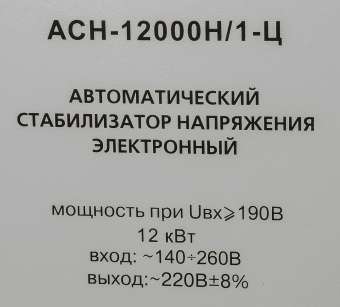 АСН-12000Н/1-Ц
АВТОМАТИЧЕСКИЙ
СТАБИЛИЗАТОР НАПРЯЖЕНИЯ
ЭЛЕКТРОННЫЙ
мощность при Uвх⩾190В
12 кВт
вход: ~140÷260В
выход:~220В±8%